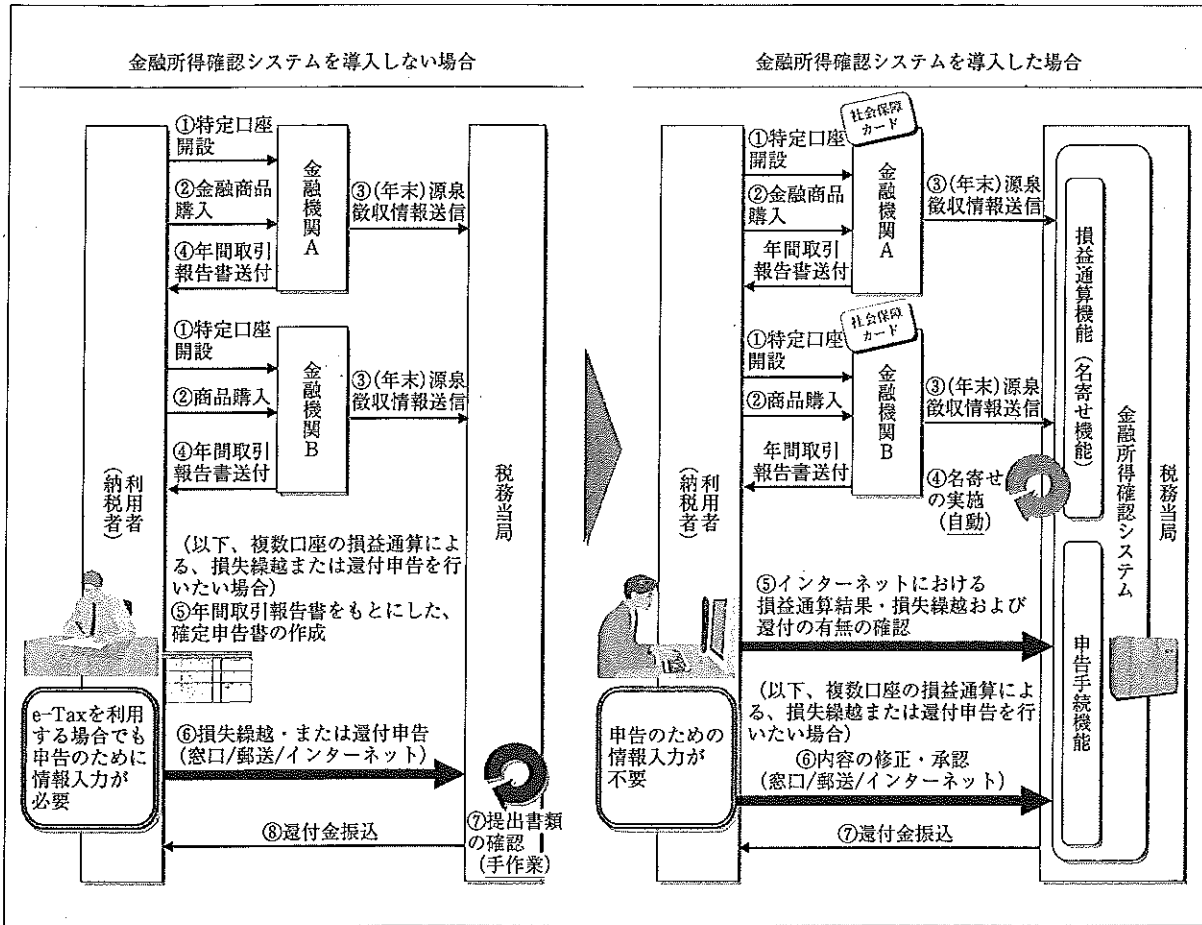 金融所得確認システムを導入しない場合
①特定口座
開設
②金融商品
購入
④年間取引
報告書送付
金融機関A
③(年末)源泉
徴収情報送信
①特定口座
開設
②商品購入
④年間取引
報告書送付
金融機関B
③(年末)源泉
徴収情報送信
利用者
(納税者)
税務当局
(以下、複数口座の損益通算によ
る、損失繰越または還付申告を行
いたい場合)
⑤年間取引報告書をもとにした、
確定申告書の作成
e-Taxを利用
する場合でも
申告のために
情報入力が
必要
⑥損失繰越・または還付申告
(窓口/郵送/インターネット)
⑦提出書類
の確認
(手作業)
⑧還付金振込
金融所得確認システムを導入した場合
社会保障
カード
①特定口座
開設
②金融商品
購入
年間取引
報告書送付
金融機関A
③(年末)源泉
徴収情報送信
社会保障
カード
①特定口座
開設
②商品購入
年間取引
報告書送付
金融機関B
③(年末)源泉
徴収情報送信
④名寄せ
の実施
(自動)
利用者
(納税者)
損益通算機能(名寄せ機能)
金融所得確認システム
税務当局
⑤インターネットにおける
損益通算結果・損失繰越および
還付の有無の確認
(以下、複数口座の損益通算によ
る、損失繰越または還付申告を行
いたい場合)
申告のための
情報入力が
不要
⑥内容の修正・承認
(窓口/郵送/インターネット)
申告手続機能
⑦還付金振込